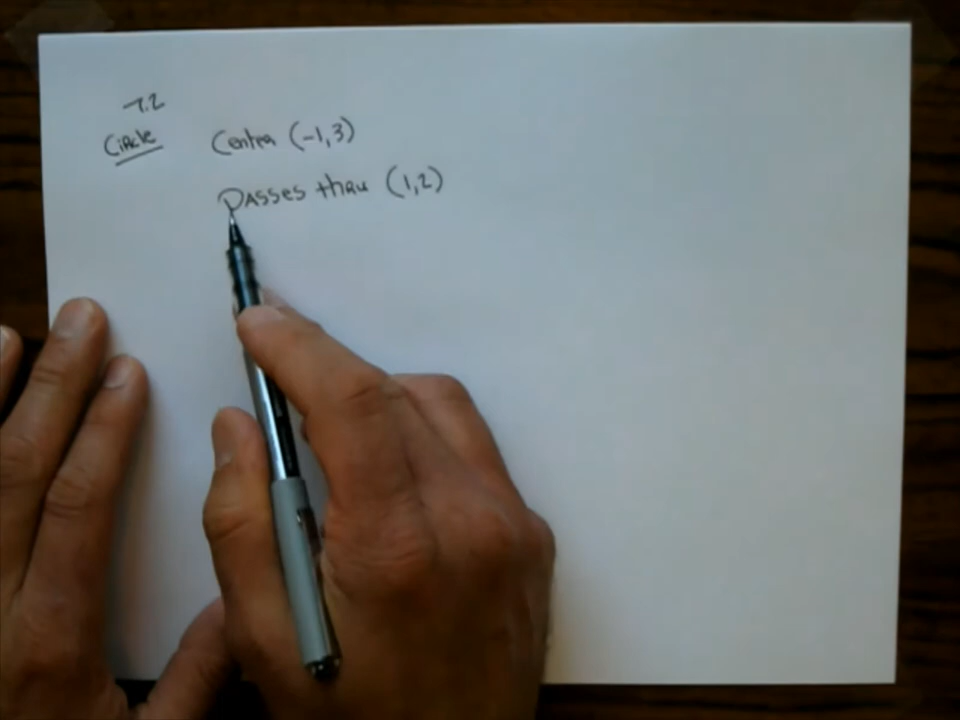 7.2
Circle Center (-1,3)
Passes thru (1,2)